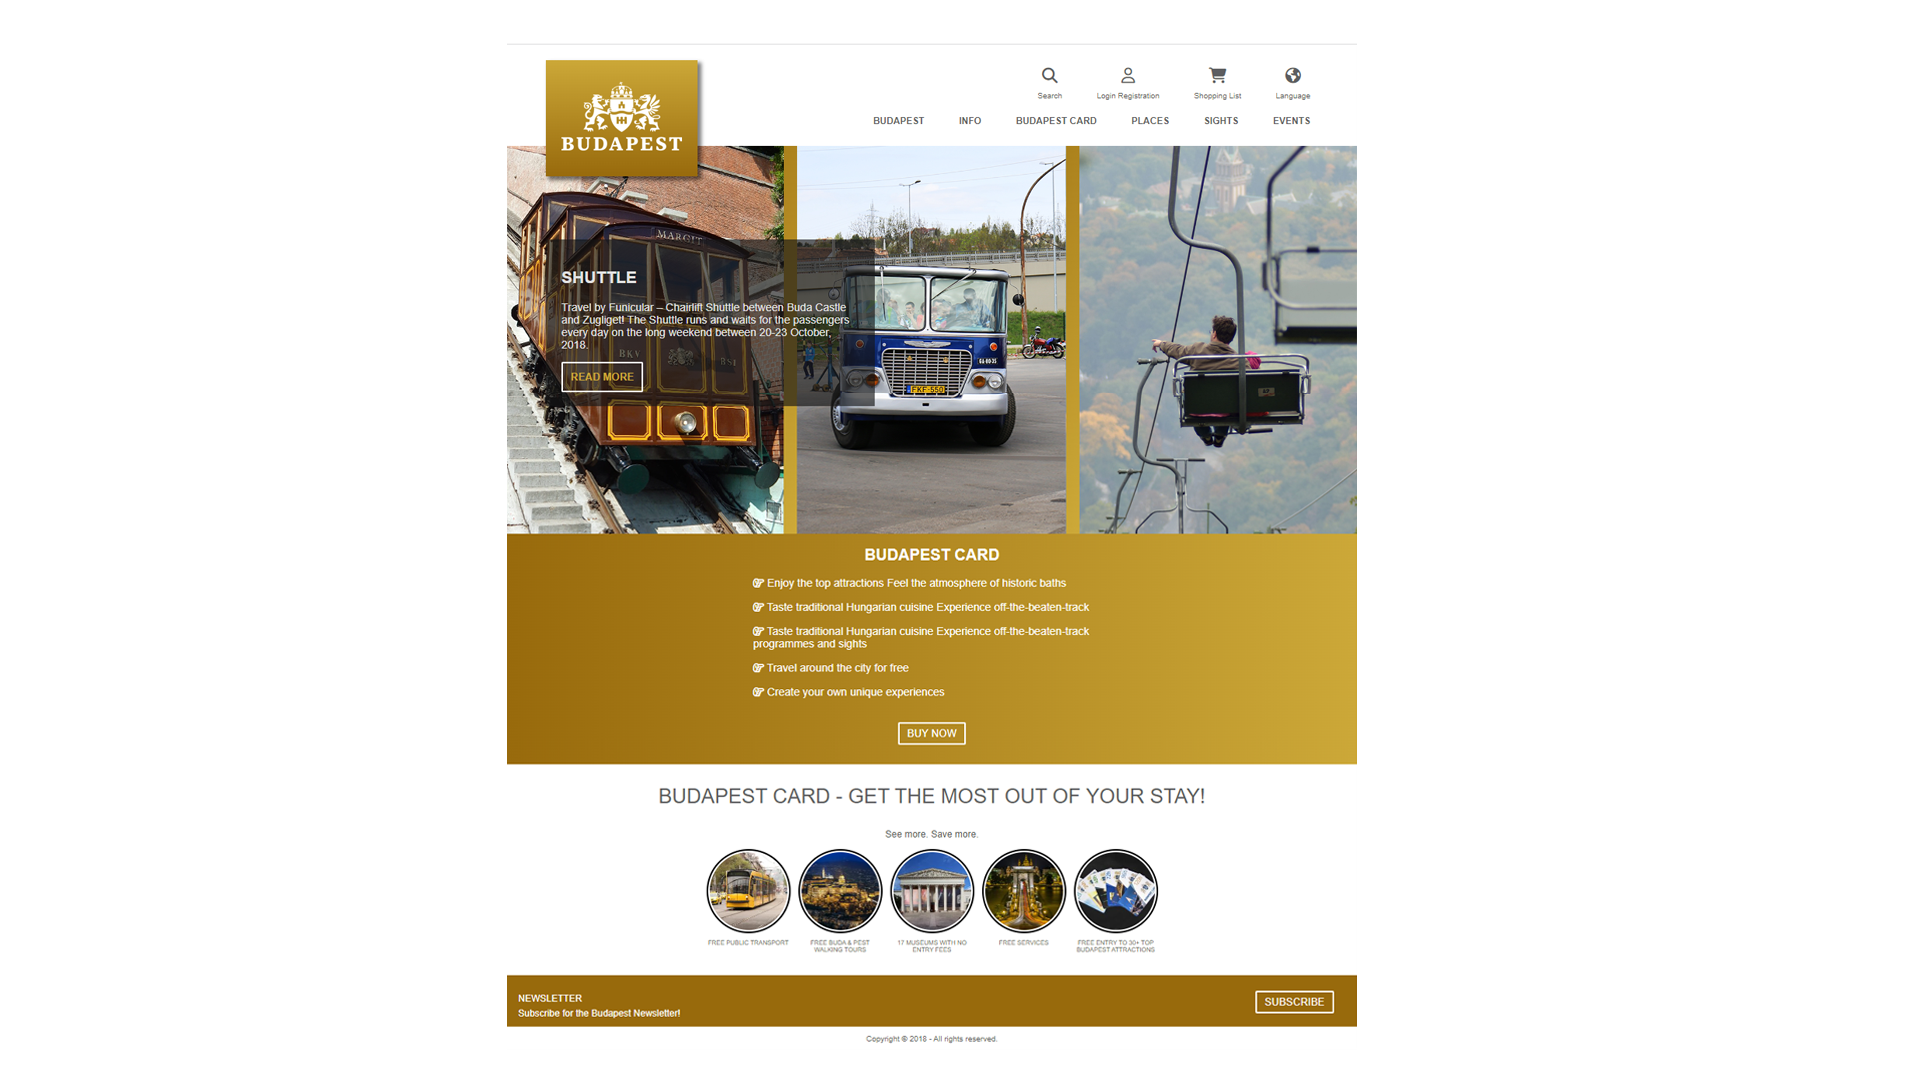 BUDAPEST
Search
Login Registration
Shopping List
Language
BUDAPEST
INFO
BUDAPEST CARD
PLACES
SIGHTS
EVENTS
MARGIT
SHUTTLE
Travel by Funicular – Chairlift Shuttle between Buda Castle
and Zugliget! The Shuttle runs and waits for the passengers
every day on the long weekend between 20-23 October,
2018.
BKV
READ MORE
BUDAPEST CARD
Enjoy the top attractions Feel the atmosphere of historic baths
Taste traditional Hungarian cuisine Experience off-the-beaten-track
Taste traditional Hungarian cuisine Experience off-the-beaten-track
programmes and sights
Travel around the city for free
Create your own unique experiences
BUY NOW
BUDAPEST CARD - GET THE MOST OUT OF YOUR STAY!
See more. Save more.
FREE PUBLIC TRANSPORT
FREE BUDA & PEST
WALKING TOURS
17 MUSEUMS WITH NO
ENTRY FEES
FREE SERVICES
FREE ENTRY TO 30+ TOP
BUDAPEST ATTRACTIONS
NEWSLETTER
Subscribe for the Budapest Newsletter!
SUBSCRIBE
Copyright © 2018 - All rights reserved.